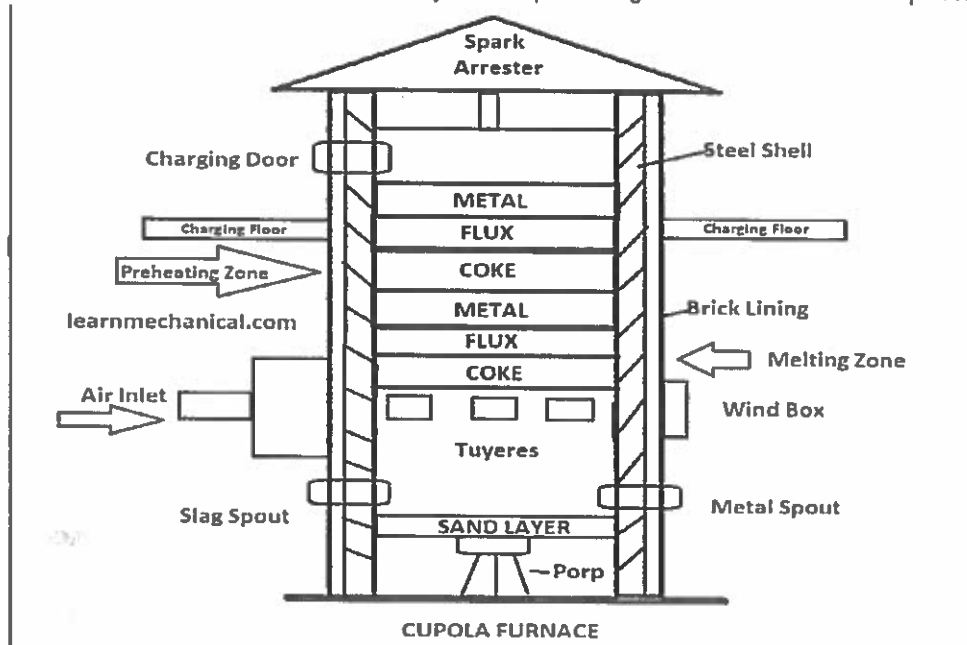 Spark
Arrester
Charging Door
Steel Shell
METAL
Charging Floor
FLUX
Charging Floor
Preheating Zone
COKE
learnmechanical.com
METAL
Brick Lining
FLUX
Melting Zone
COKE
Air Inlet
Wind Box
Tuyeres
Slag Spout
Metal Spout
SAND LAYER
Porp
CUPOLA FURNACE